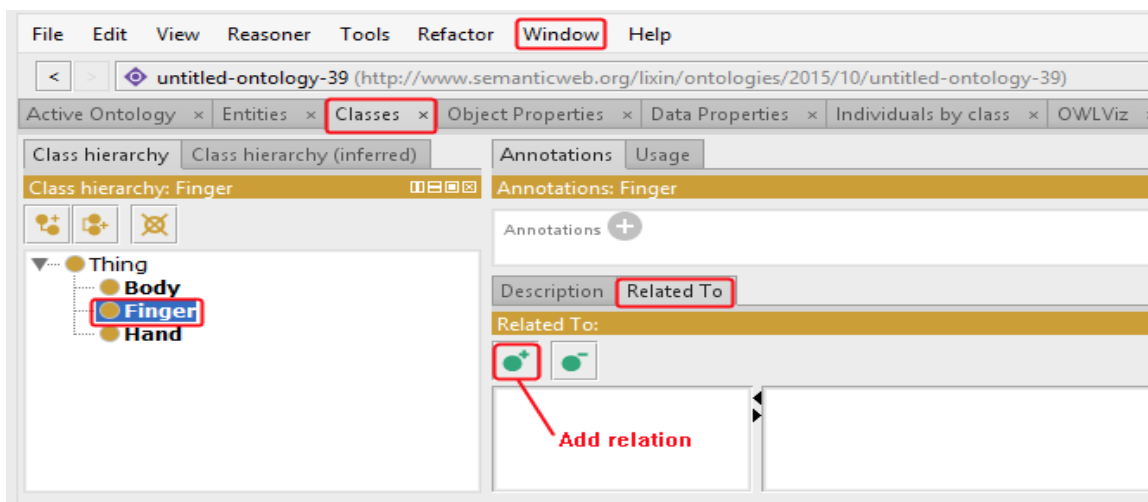 File Edit View Reasoner Tools Refactor Window Help
< > untitled-ontology-39 (http://www.semanticweb.org/lixin/ontologies/2015/10/untitled-ontology-39)
Active Ontology × Entities × Classes × Object Properties × Data Properties × Individuals by class × OWLViz
Class hierarchy Class hierarchy (inferred) Annotations Usage
Class hierarchy: Finger Annotations: Finger
Annotations
Thing
Body
Description Related To
Finger
Related To:
Hand
Add relation